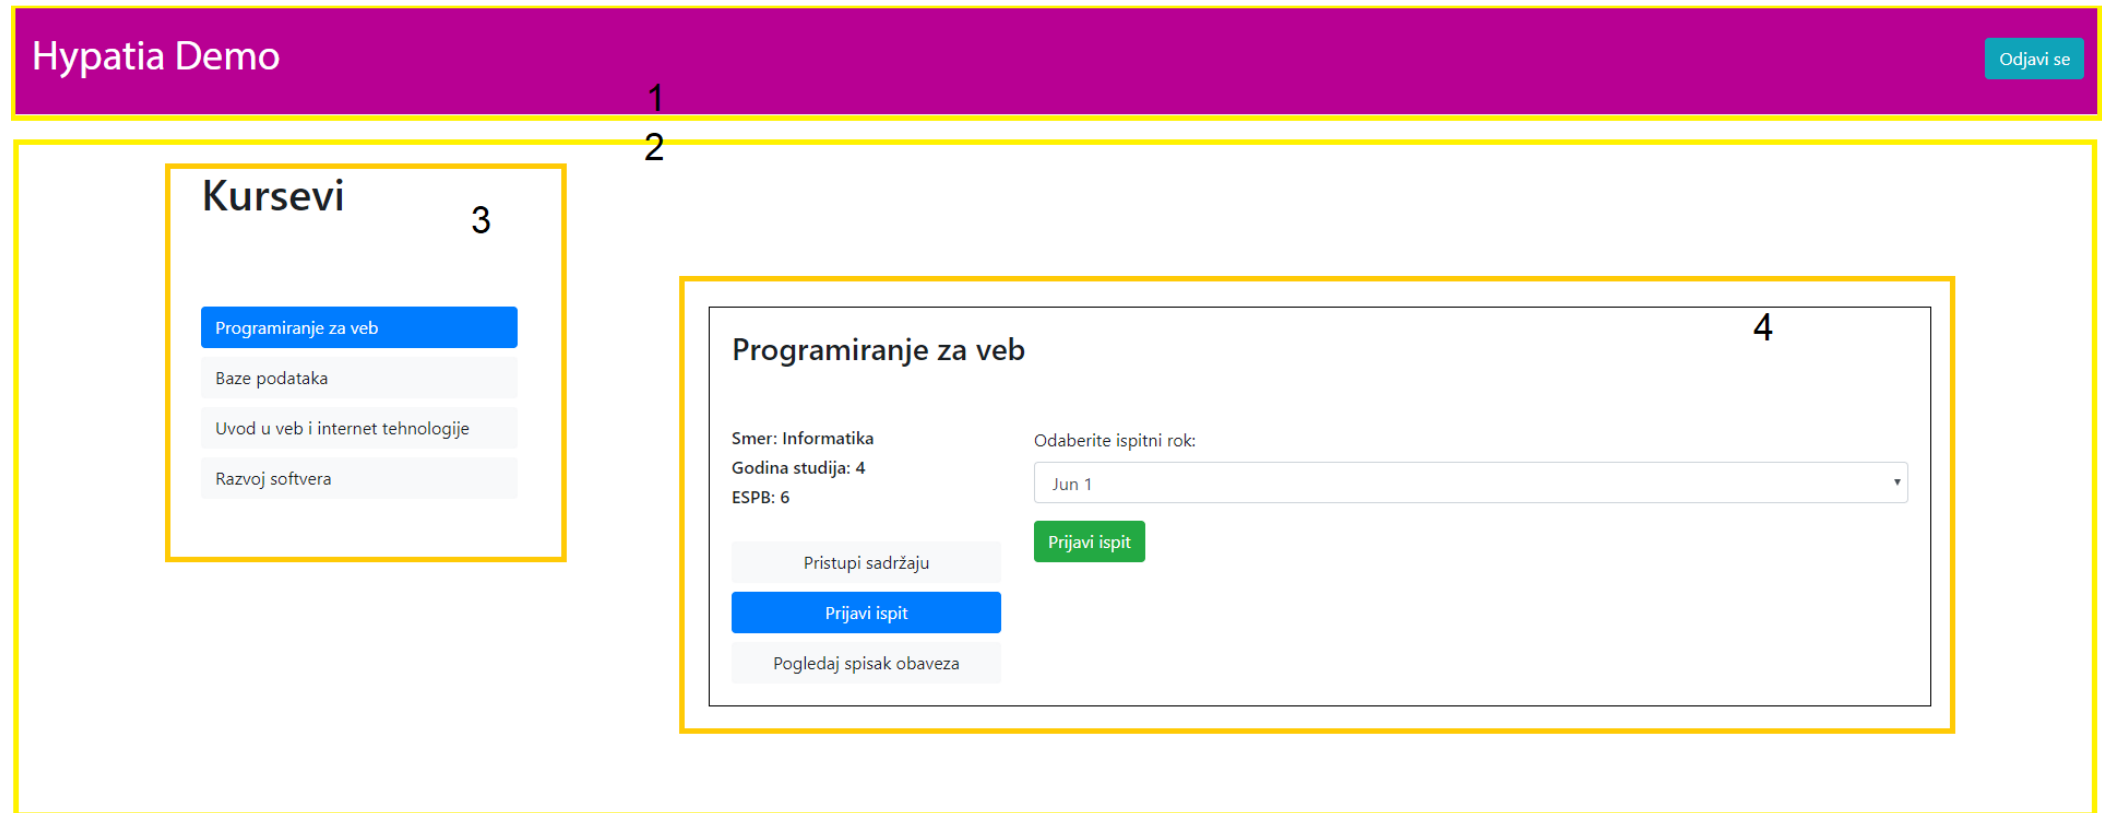 Hypatia Demo
Odjavi se
1
2
Kursevi
3
Programiranje za veb
Baze podataka
Uvod u veb i internet tehnologije
Razvoj softvera
4
Programiranje za veb
Smer: Informatika
Godina studija: 4
ESPB: 6
Pristupi sadržaju
Prijavi ispit
Pogledaj spisak obaveza
Odaberite ispitni rok:
Jun 1
Prijavi ispit